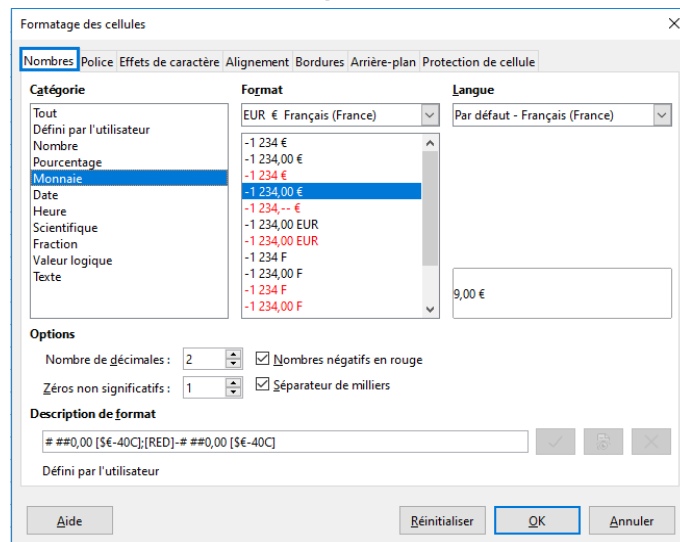 Formatage des cellules
Nombres Police Effets de caractère Alignement Bordures Arrière-plan Protection de cellule
Catégorie
Tout
Défini par l'utilisateur
Nombre
Pourcentage
Monnaie
Date
Heure
Scientifique
Fraction
Valeur logique
Texte
Format
EUR € Français (France)
-1 234 €
-1 234,00 €
-1 234 €
-1 234,00 €
-1 234,-- €
-1 234,00 EUR
-1 234,00 EUR
-1 234 F
-1 234,00 F
-1 234 F
-1 234,00 F
Langue
Par défaut - Français (France)
9,00 €
Options
Nombre de décimales : 2
Nombres négatifs en rouge
Zéros non significatifs : 1
Séparateur de milliers
Description de format
# ##0,00 [$€-40C];[RED]-# ##0,00 [$€-40C]
Défini par l'utilisateur
Aide Réinitialiser OK Annuler